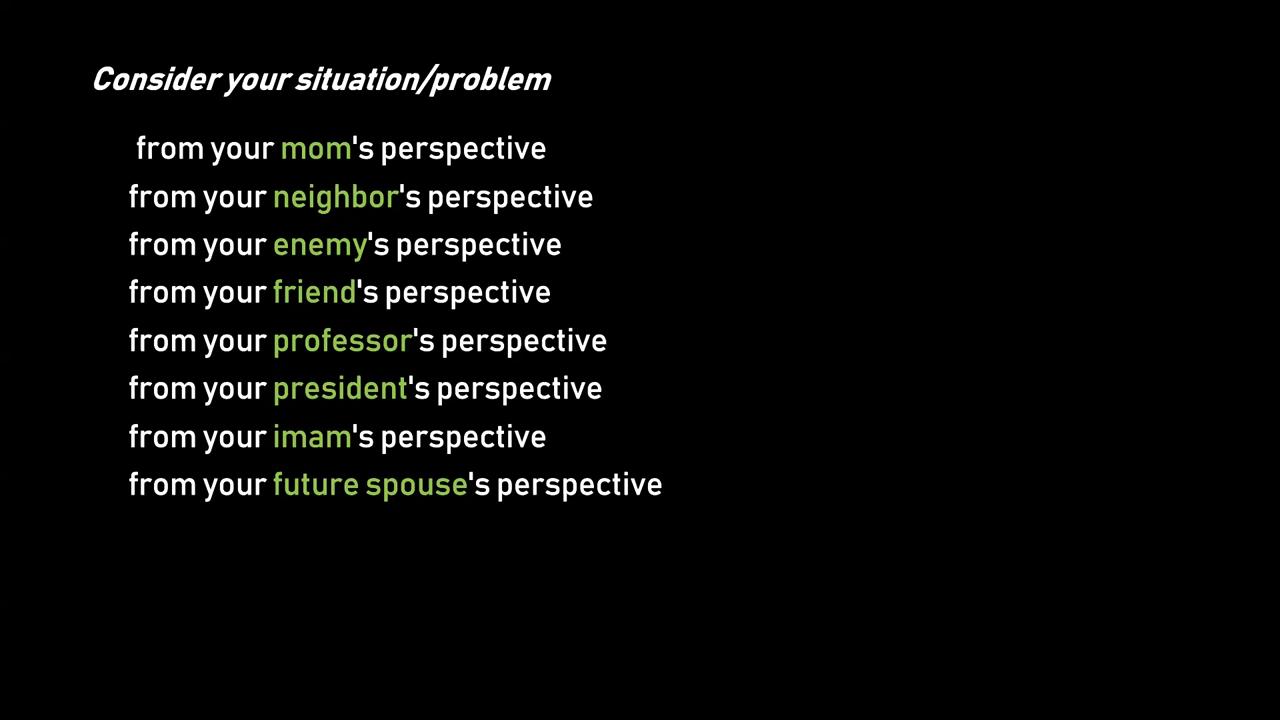 Consider your situation/problem
from your mom's perspective
from your neighbor's perspective
from your enemy's perspective
from your friend's perspective
from your professor's perspective
from your president's perspective
from your imam's perspective
from your future spouse's perspective